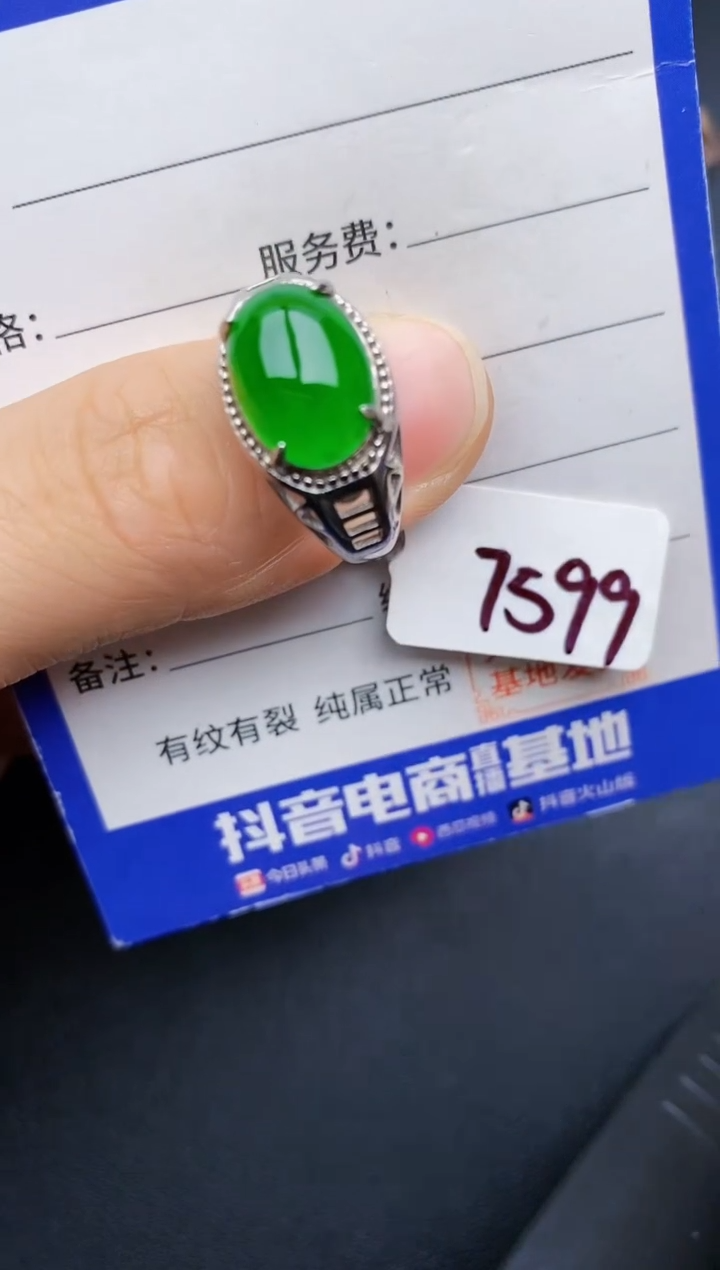 服务费：
格：
7599
备注：
基地发
有纹有裂 纯属正常
抖音电商直播基地
今日头条 抖音 西瓜视频 抖音火山版